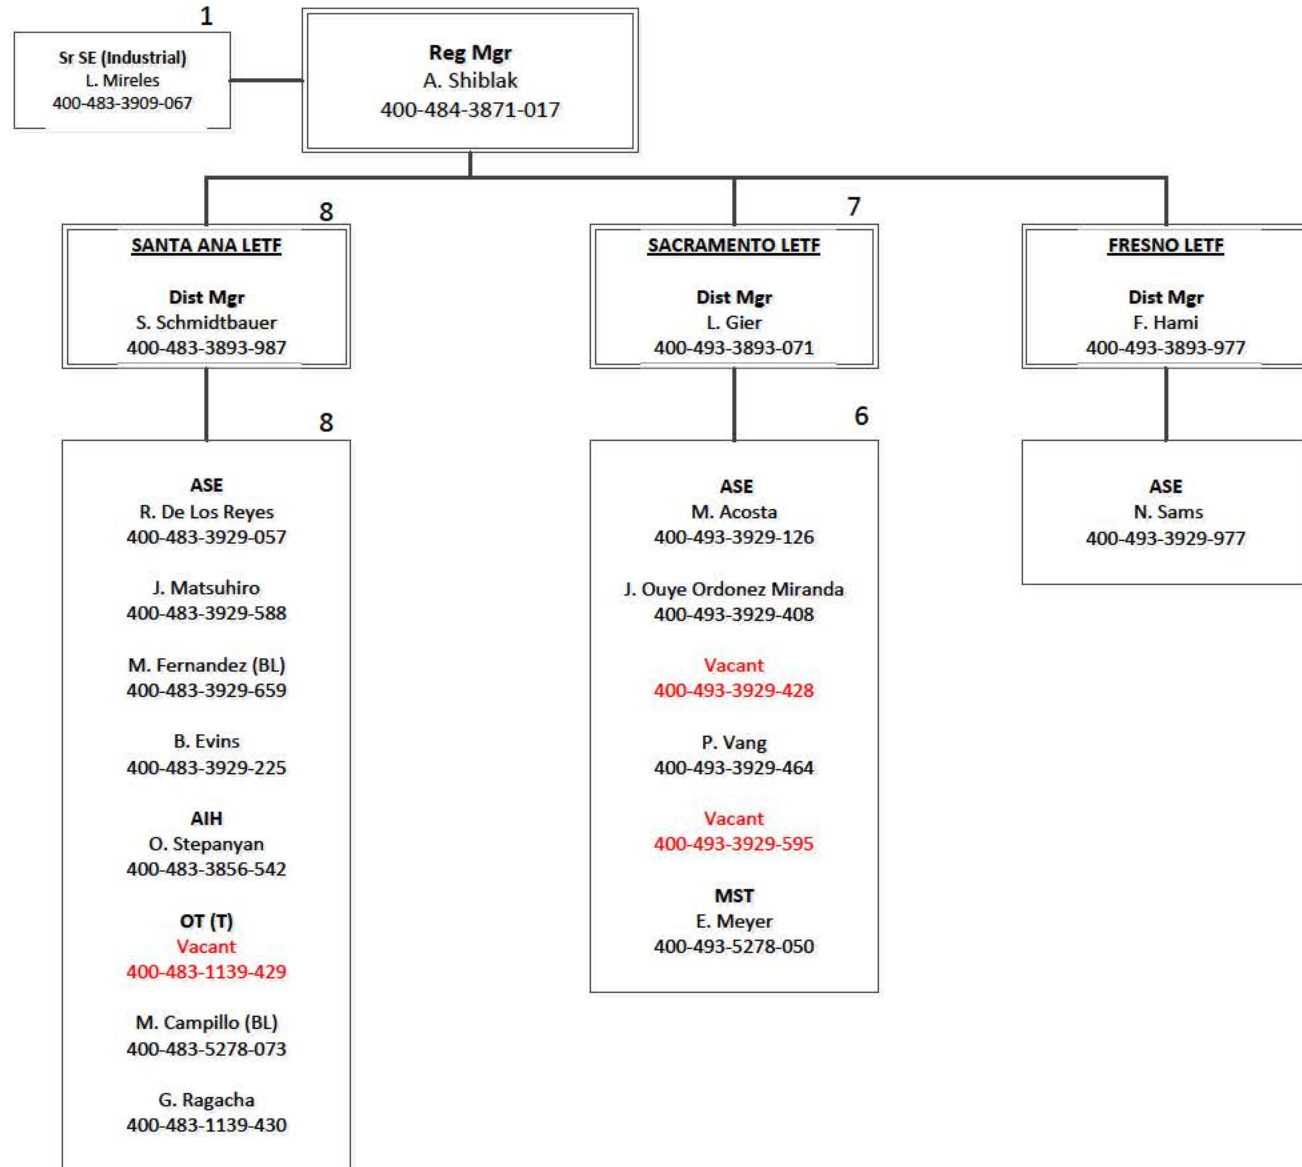 1
Sr SE (Industrial)
L. Mireles
400-483-3909-067
Reg Mgr
A. Shiblak
400-484-3871-017
8
SANTA ANA LETF
Dist Mgr
S. Schmidtbauer
400-483-3893-987
7
SACRAMENTO LETF
Dist Mgr
L. Gier
400-493-3893-071
FRESNO LETF
Dist Mgr
F. Hami
400-493-3893-977
8
ASE
R. De Los Reyes
400-483-3929-057
J. Matsuhiro
400-483-3929-588
M. Fernandez (BL)
400-483-3929-659
B. Evins
400-483-3929-225
AIH
O. Stepanyan
400-483-3856-542
OT (T)
Vacant
400-483-1139-429
M. Campillo (BL)
400-483-5278-073
G. Ragacha
400-483-1139-430
6
ASE
M. Acosta
400-493-3929-126
J. Ouye Ordonez Miranda
400-493-3929-408
Vacant
400-493-3929-428
P. Vang
400-493-3929-464
Vacant
400-493-3929-595
MST
E. Meyer
400-493-5278-050
ASE
N. Sams
400-493-3929-977